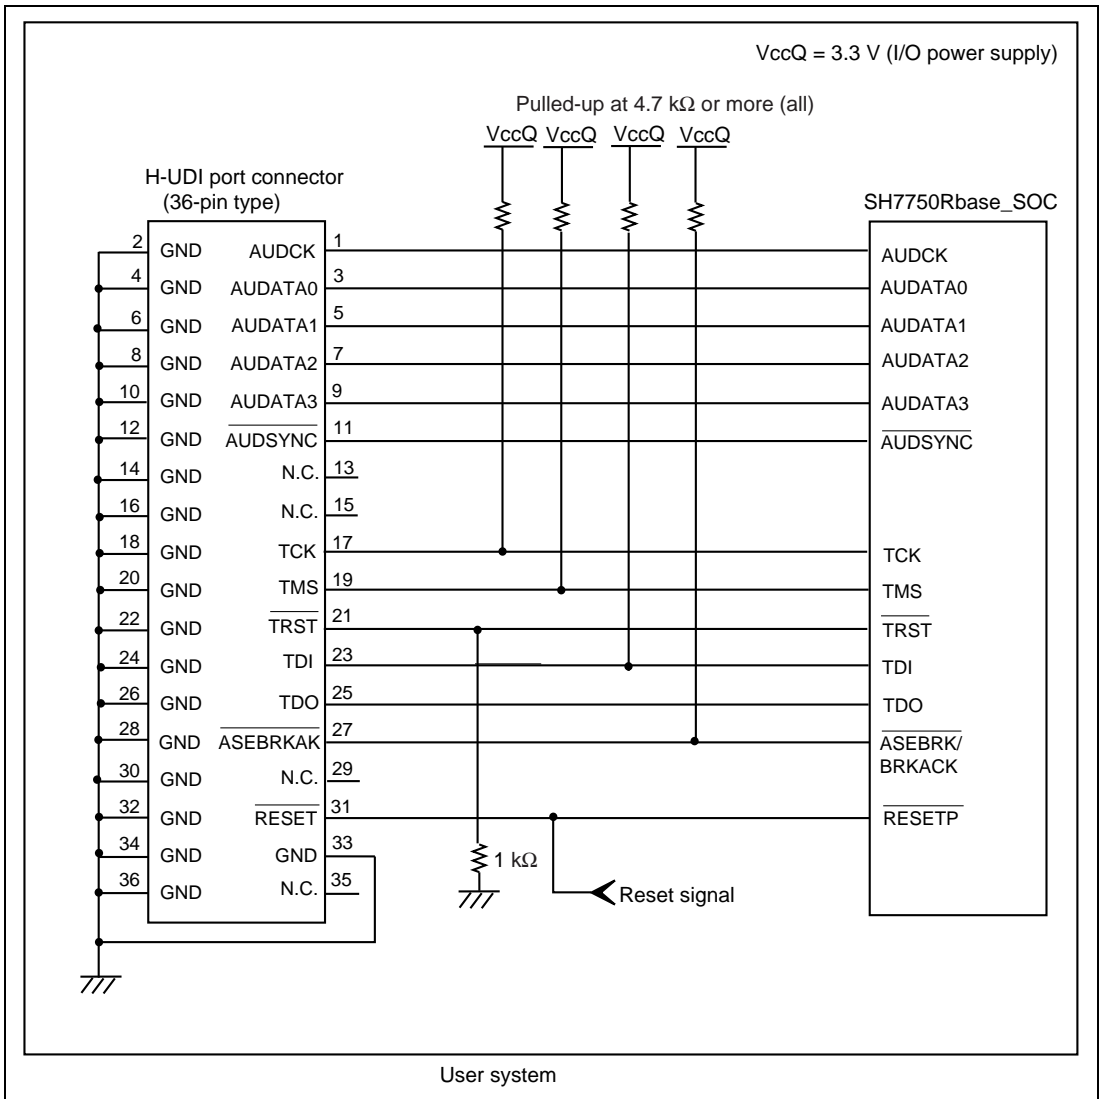 VccQ = 3.3 V (I/O power supply)
Pulled-up at 4.7 kΩ or more (all)
VccQ VccQ VccQ VccQ
H-UDI port connector
(36-pin type)
SH7750Rbase_SOC
2 GND AUDCK 1 AUDCK
4 GND AUDATA0 3 AUDATA0
6 GND AUDATA1 5 AUDATA1
8 GND AUDATA2 7 AUDATA2
10 GND AUDATA3 9 AUDATA3
12 GND AUDSYNC 11 AUDSYNC
14 GND N.C. 13
16 GND N.C. 15
18 GND TCK 17 TCK
20 GND TMS 19 TMS
22 GND TRST 21 TRST
24 GND TDI 23 TDI
26 GND TDO 25 TDO
28 GND ASEBRKAK 27 ASEBRK/
BRKACK
30 GND N.C. 29
32 GND RESET 31 RESETP
34 GND GND 33
1 kΩ
36 GND N.C. 35
Reset signal
User system